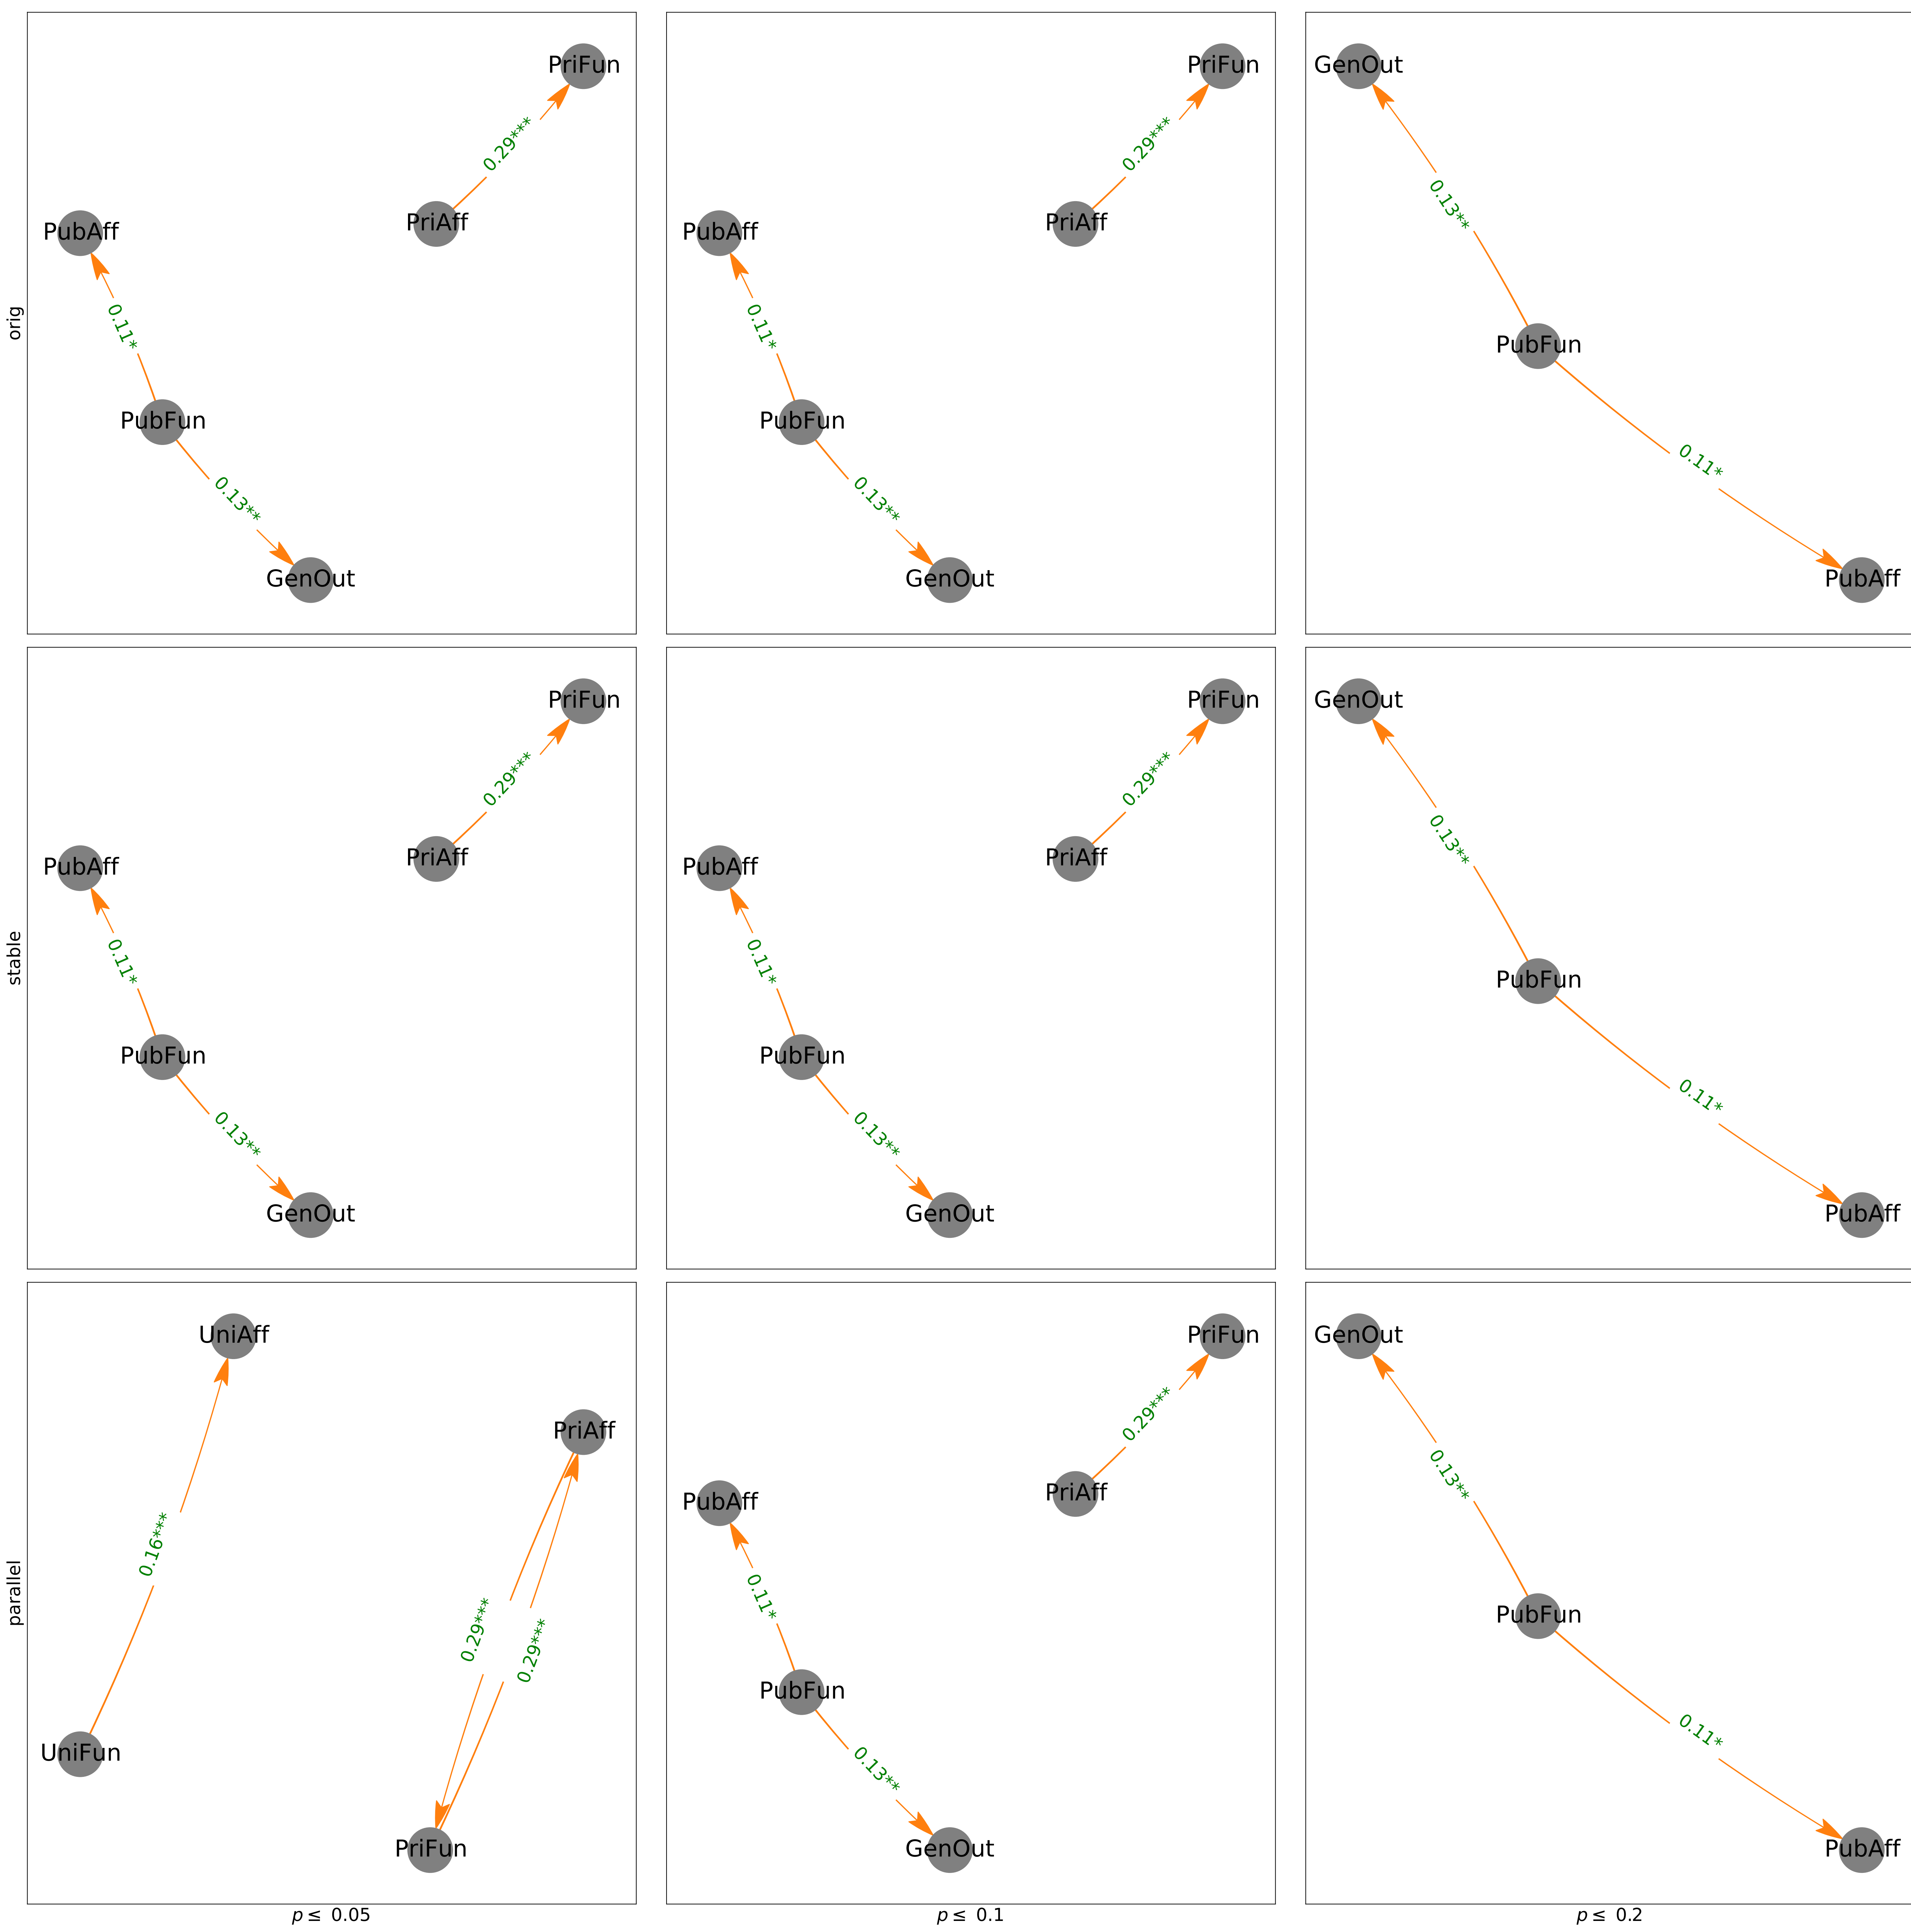 orig
PriFun
0.29***
PriAff
PubAff
0.11*
PubFun
0.13**
GenOut
PriFun
0.29***
PriAff
PubAff
0.11*
PubFun
0.13**
GenOut
GenOut
0.13**
PubFun
0.11*
PubAff
stable
PriFun
0.29***
PriAff
PubAff
0.11*
PubFun
0.13**
GenOut
PriFun
0.29***
PriAff
PubAff
0.11*
PubFun
0.13**
GenOut
GenOut
0.13**
PubFun
0.11*
PubAff
parallel
UniAff
PriAff
0.16***
0.29***
0.29***
UniFun
PriFun
p ≤ 0.05
PriFun
0.29***
PriAff
PubAff
0.11*
PubFun
0.13**
GenOut
p ≤ 0.1
GenOut
0.13**
PubFun
0.11*
PubAff
p ≤ 0.2